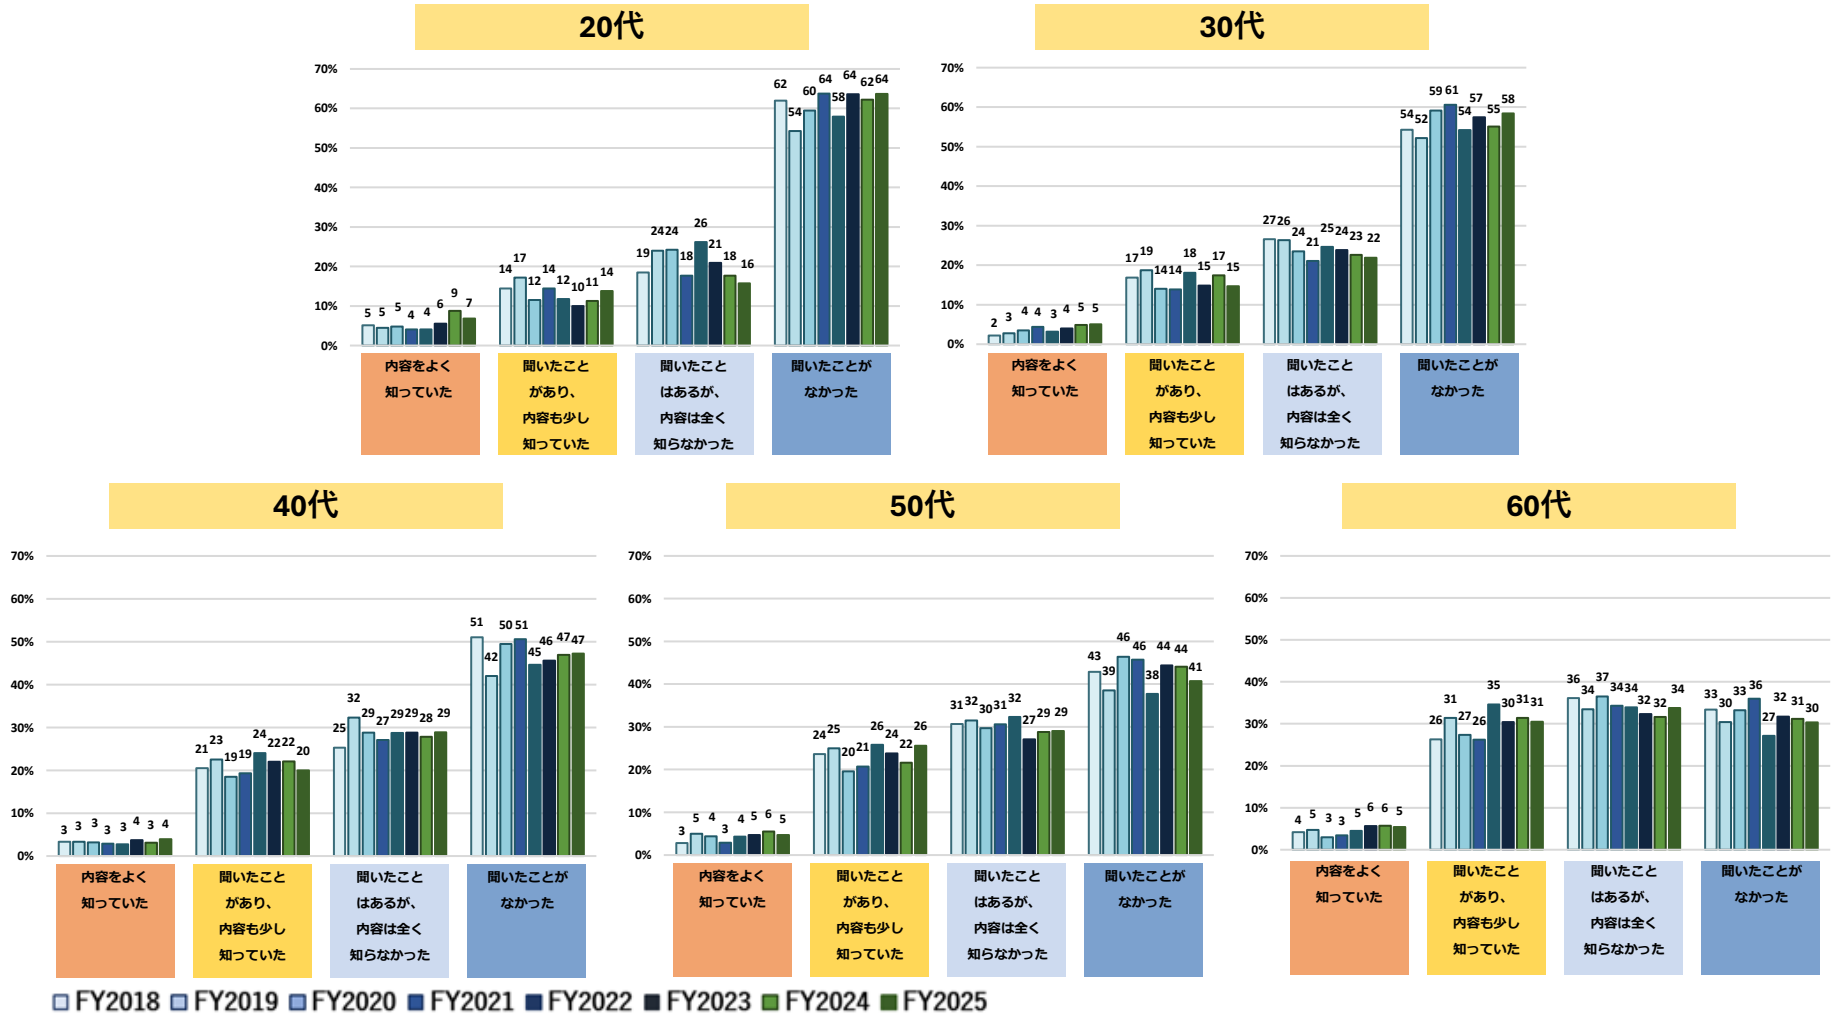 20代
70%
60%
50%
40%
30%
20%
10%
0%
5 5 5 4 4 6 9 7
14 17 12 14 12 10 11 14
19 24 24 18 26 21 18 16
62 54 60 64 58 64 62 64
内容をよく
知っていた
聞いたこと
があり、
内容も少し
知っていた
聞いたこと
はあるが、
内容は全く
知らなかった
聞いたことが
なかった
30代
70%
60%
50%
40%
30%
20%
10%
0%
2 3 4 4 3 4 5 5
17 19 14 14 18 15 17 15
27 26 24 21 25 24 23 22
54 52 59 61 54 57 55 58
内容をよく
知っていた
聞いたこと
があり、
内容も少し
知っていた
聞いたこと
はあるが、
内容は全く
知らなかった
聞いたことが
なかった
40代
70%
60%
50%
40%
30%
20%
10%
0%
3 3 3 3 3 4 3 4
21 23 19 19 24 22 22 20
25 32 29 27 29 29 28 29
51 42 50 51 45 46 47 47
内容をよく
知っていた
聞いたこと
があり、
内容も少し
知っていた
聞いたこと
はあるが、
内容は全く
知らなかった
聞いたことが
なかった
50代
70%
60%
50%
40%
30%
20%
10%
0%
3 5 4 3 4 5 6 5
24 25 20 21 26 24 22 26
31 32 30 31 32 27 29 29
43 39 46 46 38 44 44 41
内容をよく
知っていた
聞いたこと
があり、
内容も少し
知っていた
聞いたこと
はあるが、
内容は全く
知らなかった
聞いたことが
なかった
60代
70%
60%
50%
40%
30%
20%
10%
0%
4 5 3 3 5 6 6 5
26 31 27 26 35 30 31 31
36 34 37 34 34 32 32 34
33 30 33 36 27 32 31 30
内容をよく
知っていた
聞いたこと
があり、
内容も少し
知っていた
聞いたこと
はあるが、
内容は全く
知らなかった
聞いたことが
なかった
FY2018 FY2019 FY2020 FY2021 FY2022 FY2023 FY2024 FY2025